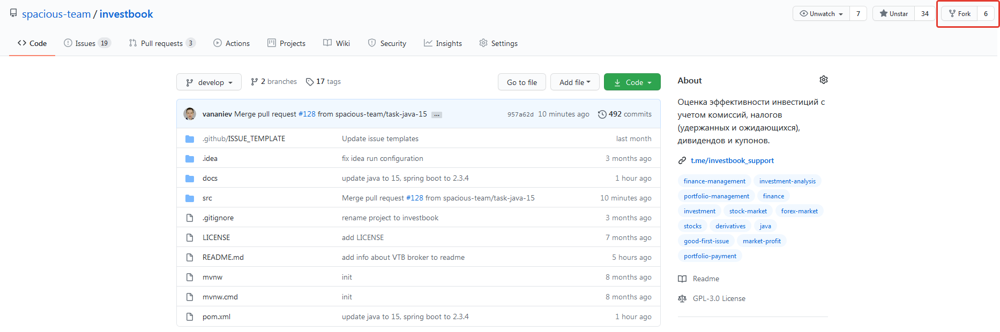 spacious-team / investbook
Unwatch 7 Unstar 34 Fork 6
Code Issues 19 Pull requests 3 Actions Projects Wiki Security Insights Settings
develop 2 branches 17 tags Go to file Add file Code
vananiev Merge pull request #128 from spacious-team/task-java-15 ... 957a62d 10 minutes ago 492 commits
.github/ISSUE_TEMPLATE Update issue templates last month
.idea fix idea run configuration 3 months ago
docs update java to 15, spring boot to 2.3.4 1 hour ago
src Merge pull request #128 from spacious-team/task-java-15 10 minutes ago
.gitignore rename project to investbook 3 months ago
LICENSE add LICENSE 7 months ago
README.md add info about VTB broker to readme 5 hours ago
mvnw init 8 months ago
mvnw.cmd init 8 months ago
pom.xml update java to 15, spring boot to 2.3.4 1 hour ago
About
Оценка эффективности инвестиций с
учетом комиссий, налогов
(удержанных и ожидающихся),
дивидендов и купонов.
t.me/investbook_support
finance-management investment-analysis
portfolio-management finance
investment stock-market forex-market
stocks derivatives java
good-first-issue market-profit
portfolio-payment
Readme
GPL-3.0 License